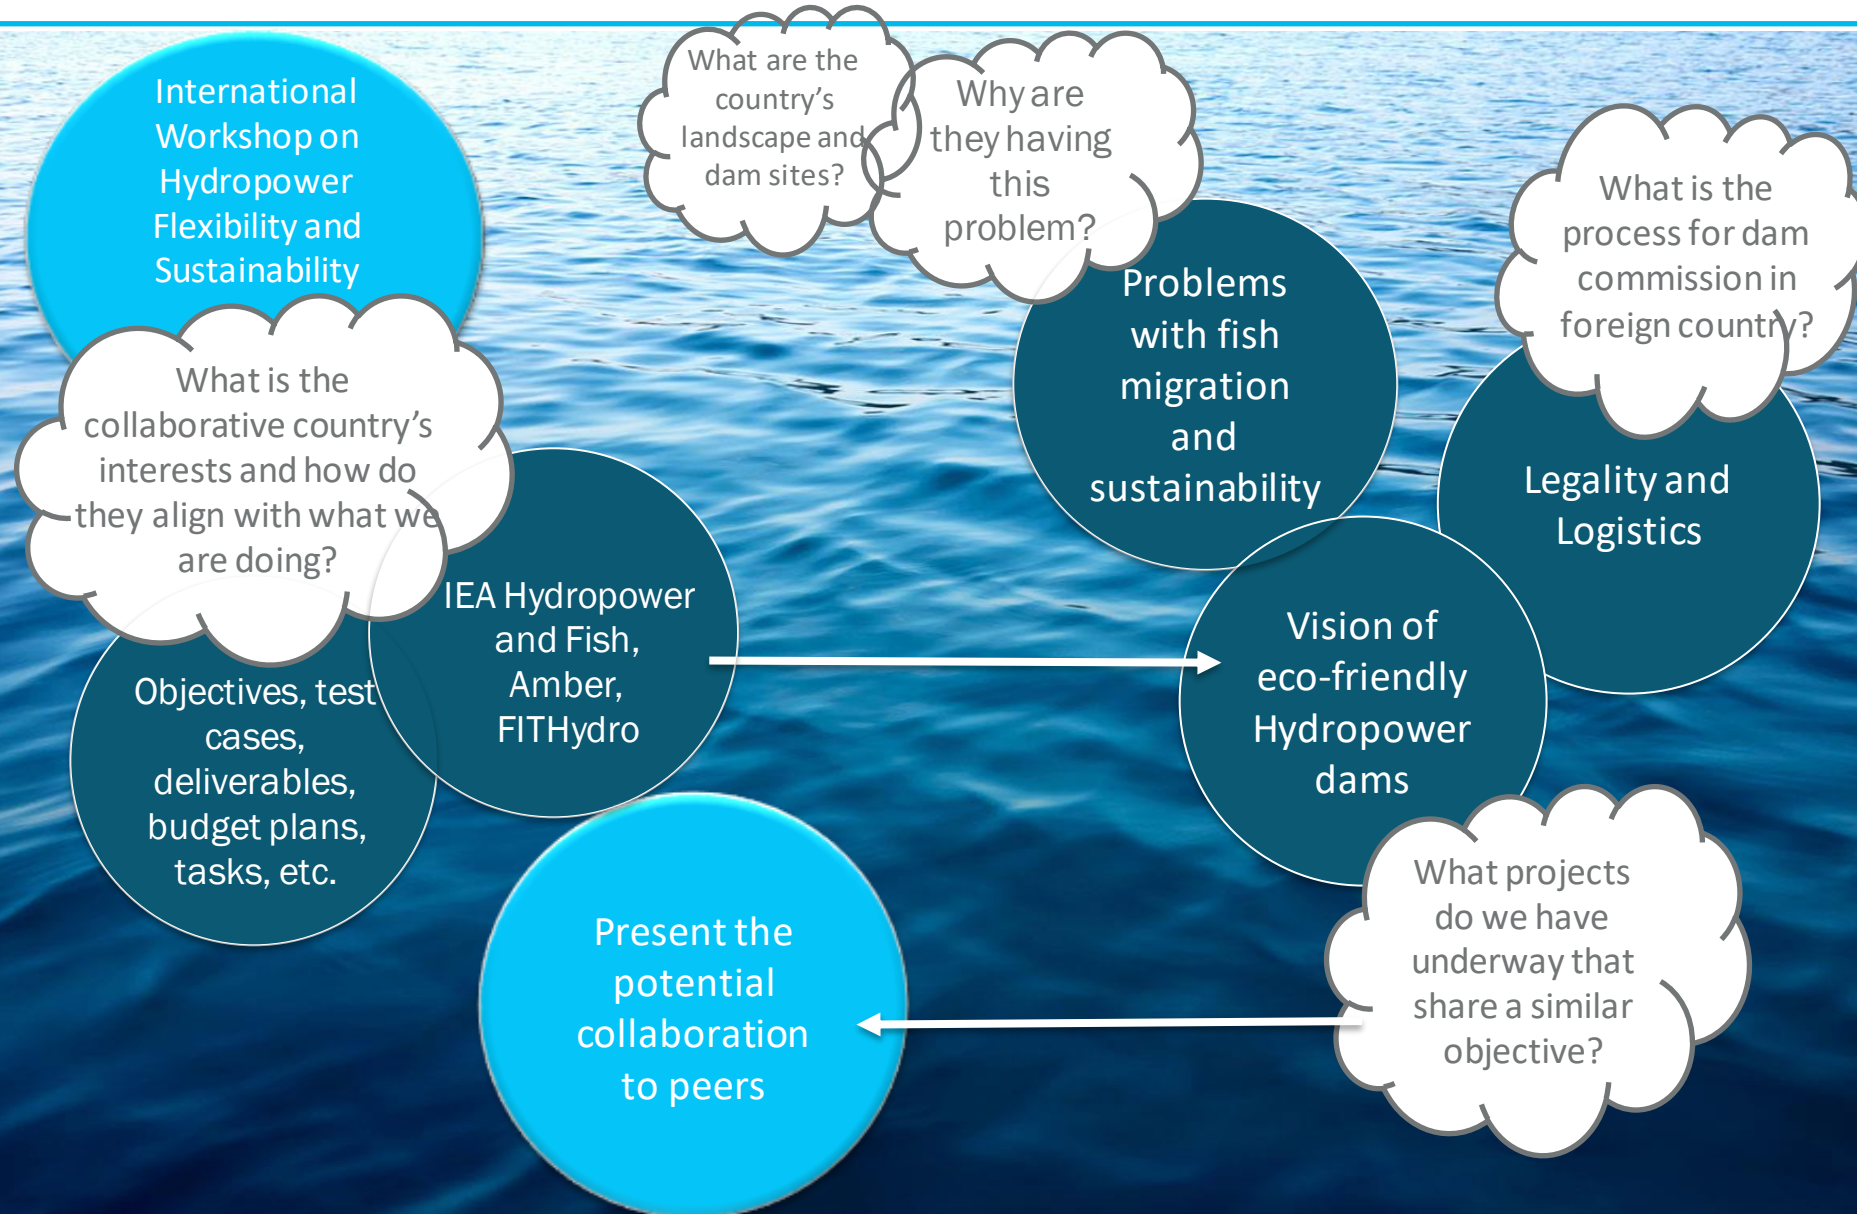 International
Workshop on
Hydropower
Flexibility and
Sustainability
What is the
collaborative country's
interests and how do
they align with what we
are doing?
Objectives, test
cases,
deliverables,
budget plans,
tasks, etc.
IEA Hydropower
and Fish,
Amber,
FITHydro
What are the
country's
landscape and
dam sites?
Why are
they having
this
problem?
Problems
with fish
migration
and
sustainability
What is the
process for dam
commission in
foreign country?
Legality and
Logistics
Vision of
eco-friendly
Hydropower
dams
What projects
do we have
underway that
share a similar
objective?
Present the
potential
collaboration
to peers